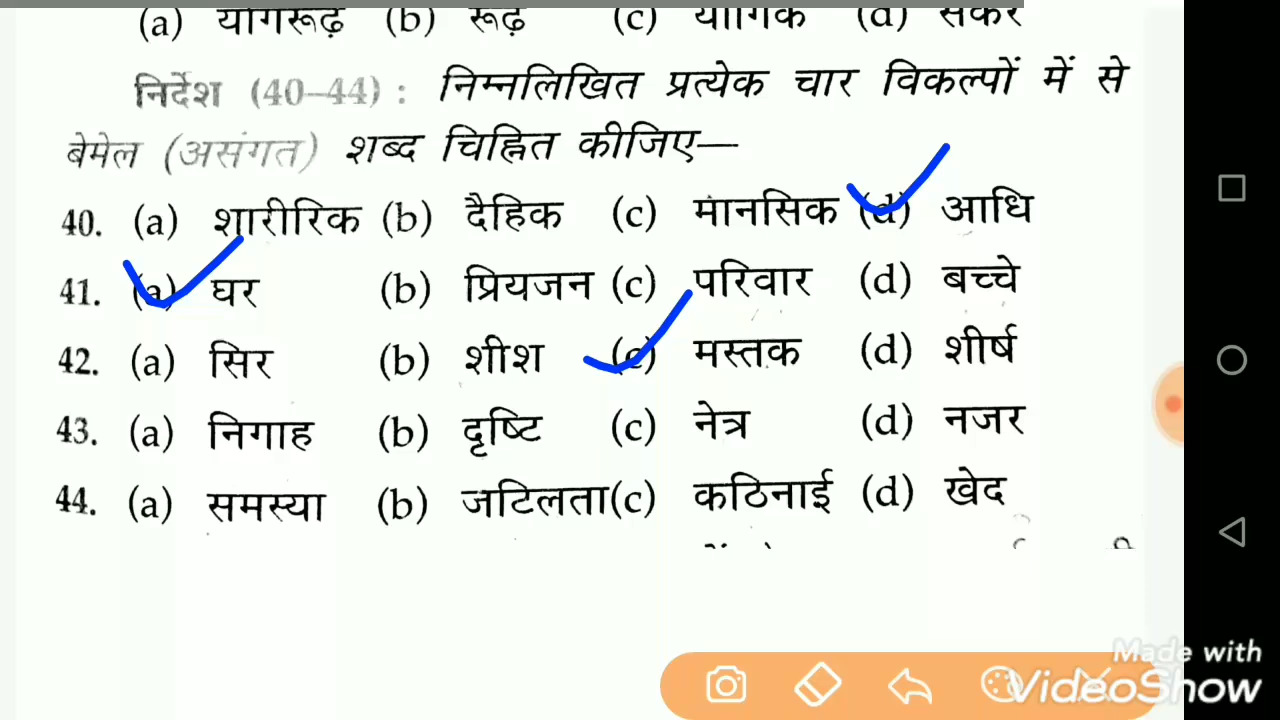 (a) योगरूढ़ (b) रूढ़ (c) यौगिक (d) संकर
निर्देश (40–44) : निम्नलिखित प्रत्येक चार विकल्पों में से
बेमेल (असंगत) शब्द चिह्नित कीजिए—
40. (a) शारीरिक (b) दैहिक (c) मानसिक (d) आधि
41. (a) घर (b) प्रियजन (c) परिवार (d) बच्चे
42. (a) सिर (b) शीश (c) मस्तक (d) शीर्ष
43. (a) निगाह (b) दृष्टि (c) नेत्र (d) नजर
44. (a) समस्या (b) जटिलता (c) कठिनाई (d) खेद
Made with
VideoShow